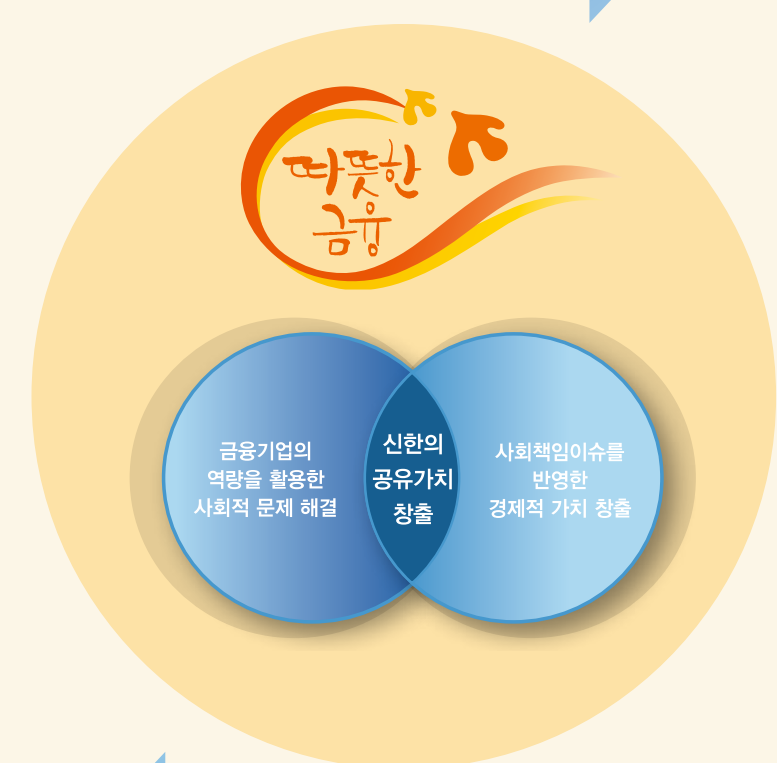 따뜻한
금융
금융기업의
역량을 활용한
사회적 문제 해결
신한의
공유가치
창출
사회책임이슈를
반영한
경제적 가치 창출